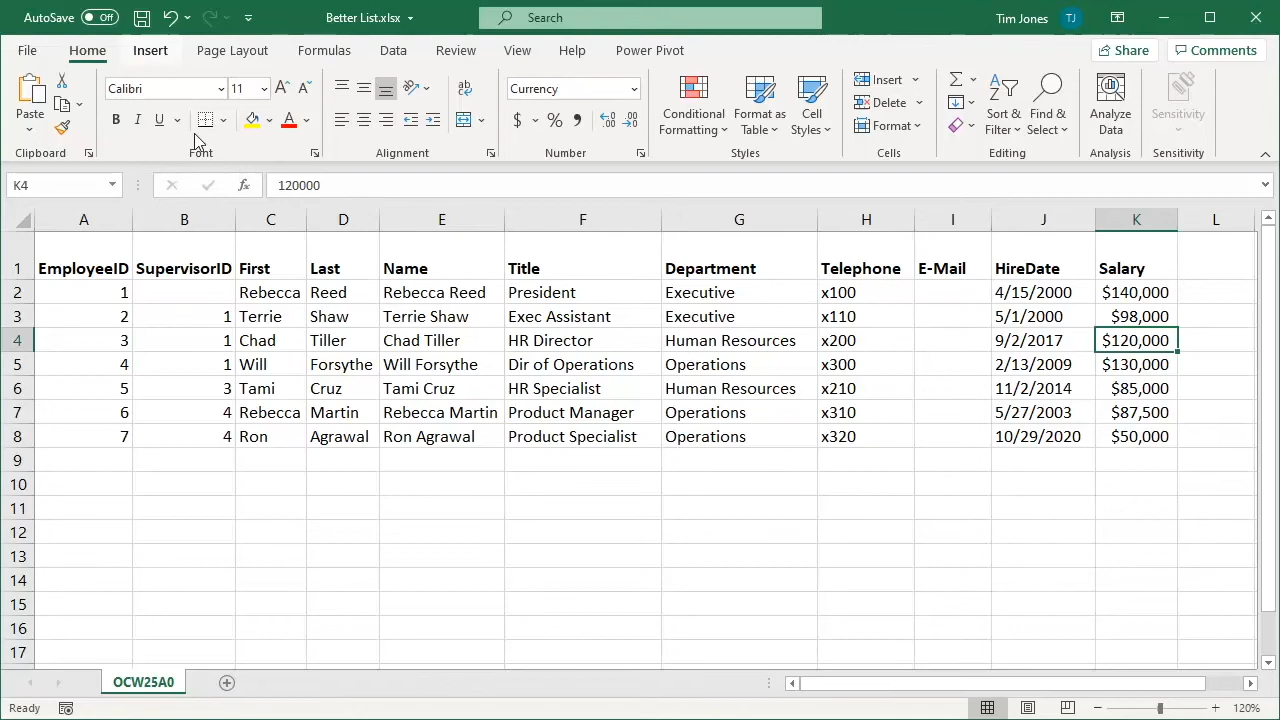 AutoSave Off Better List.xlsx Search Tim Jones TJ
File Home Insert Page Layout Formulas Data Review View Help Power Pivot Share Comments
Paste Calibri 11 A A B I U A ab Currency $ % 9 Conditional Formatting Format as Table Cell Styles Insert Delete Format Sort & Filter Find & Select Analyze Data Sensitivity
Clipboard Font Alignment Number Styles Cells Editing Analysis Sensitivity
K4 fx 120000
A B C D E F G H I J K L
1 EmployeeID SupervisorID First Last Name Title Department Telephone E-Mail HireDate Salary
2 1 Rebecca Reed Rebecca Reed President Executive x100 4/15/2000 $140,000
3 2 1 Terrie Shaw Terrie Shaw Exec Assistant Executive x110 5/1/2000 $98,000
4 3 1 Chad Tiller Chad Tiller HR Director Human Resources x200 9/2/2017 $120,000
5 4 1 Will Forsythe Will Forsythe Dir of Operations Operations x300 2/13/2009 $130,000
6 5 3 Tami Cruz Tami Cruz HR Specialist Human Resources x210 11/2/2014 $85,000
7 6 4 Rebecca Martin Rebecca Martin Product Manager Operations x310 5/27/2003 $87,500
8 7 4 Ron Agrawal Ron Agrawal Product Specialist Operations x320 10/29/2020 $50,000
9
10
11
12
13
14
15
16
17
OCW25A0
Ready 120%